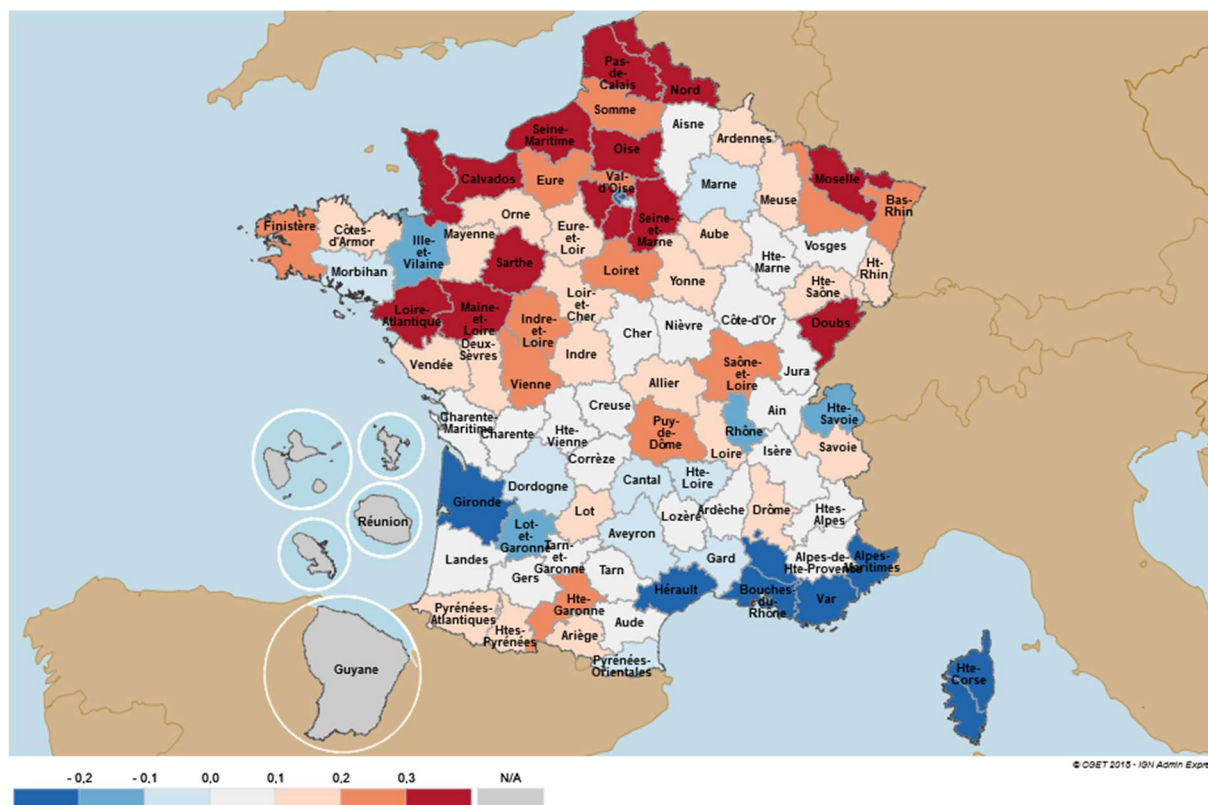 Pas-
de-
Calais
Nord
Somme
Seine-
Maritime
Aisne
Ardennes
Oise
Calvados
Eure
Val-
d'Oise
Marne
Moselle
Meuse
Bas-
Rhin
Seine-
et-
Marne
Finistère
Côtes-
d'Armor
Orne
Mayenne
Ille-
et-
Vilaine
Eure-
et-
Loir
Aube
Vosges
Hte-
Marne
Ht-
Rhin
Morbihan
Sarthe
Loiret
Yonne
Hte-
Saône
Loire-
Atlantique
Maine-
et-
Loire
Loir-
et-
Cher
Indre-
et-
Loire
Cher
Nièvre
Côte-d'Or
Doubs
Deux-
Sèvres
Vendée
Vienne
Indre
Allier
Saône-
et-
Loire
Jura
Charente-
Maritime
Charente
Hte-
Vienne
Creuse
Puy-
de-
Dôme
Rhône
Ain
Hte-
Savoie
Corrèze
Loire
Isère
Savoie
Gironde
Dordogne
Cantal
Hte-
Loire
Réunion
Lot-
et-
Garonne
Lot
Aveyron
Lozère
Ardèche
Drôme
Htes-
Alpes
Landes
Tarn-
et-
Garonne
Gers
Tarn
Gard
Alpes-de-
Hte-Provence
Alpes-
Maritimes
Hérault
Bouches-
du-
Rhône
Var
Pyrénées-
Atlantiques
Htes-
Pyrénées
Hte-
Garonne
Ariège
Aude
Pyrénées-
Orientales
Guyane
Hte-
Corse
© CGET 2018 - IGN Admin Expre
- 0,2 - 0,1 0,0 0,1 0,2 0,3 N/A